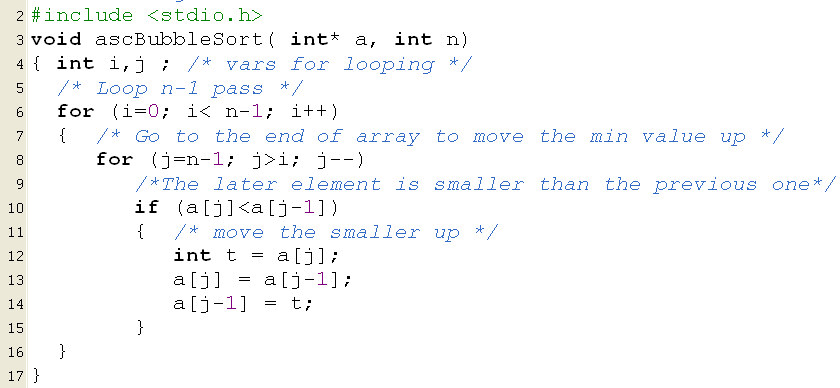 2 #include <stdio.h>
3 void ascBubbleSort( int* a, int n)
4 { int i,j ; /* vars for looping */
5 /* Loop n-1 pass */
6 for (i=0; i< n-1; i++)
7 { /* Go to the end of array to move the min value up */
8 for (j=n-1; j>i; j--)
9 /*The later element is smaller than the previous one*/
10 if (a[j]<a[j-1])
11 { /* move the smaller up */
12 int t = a[j];
13 a[j] = a[j-1];
14 a[j-1] = t;
15 }
16 }
17 }